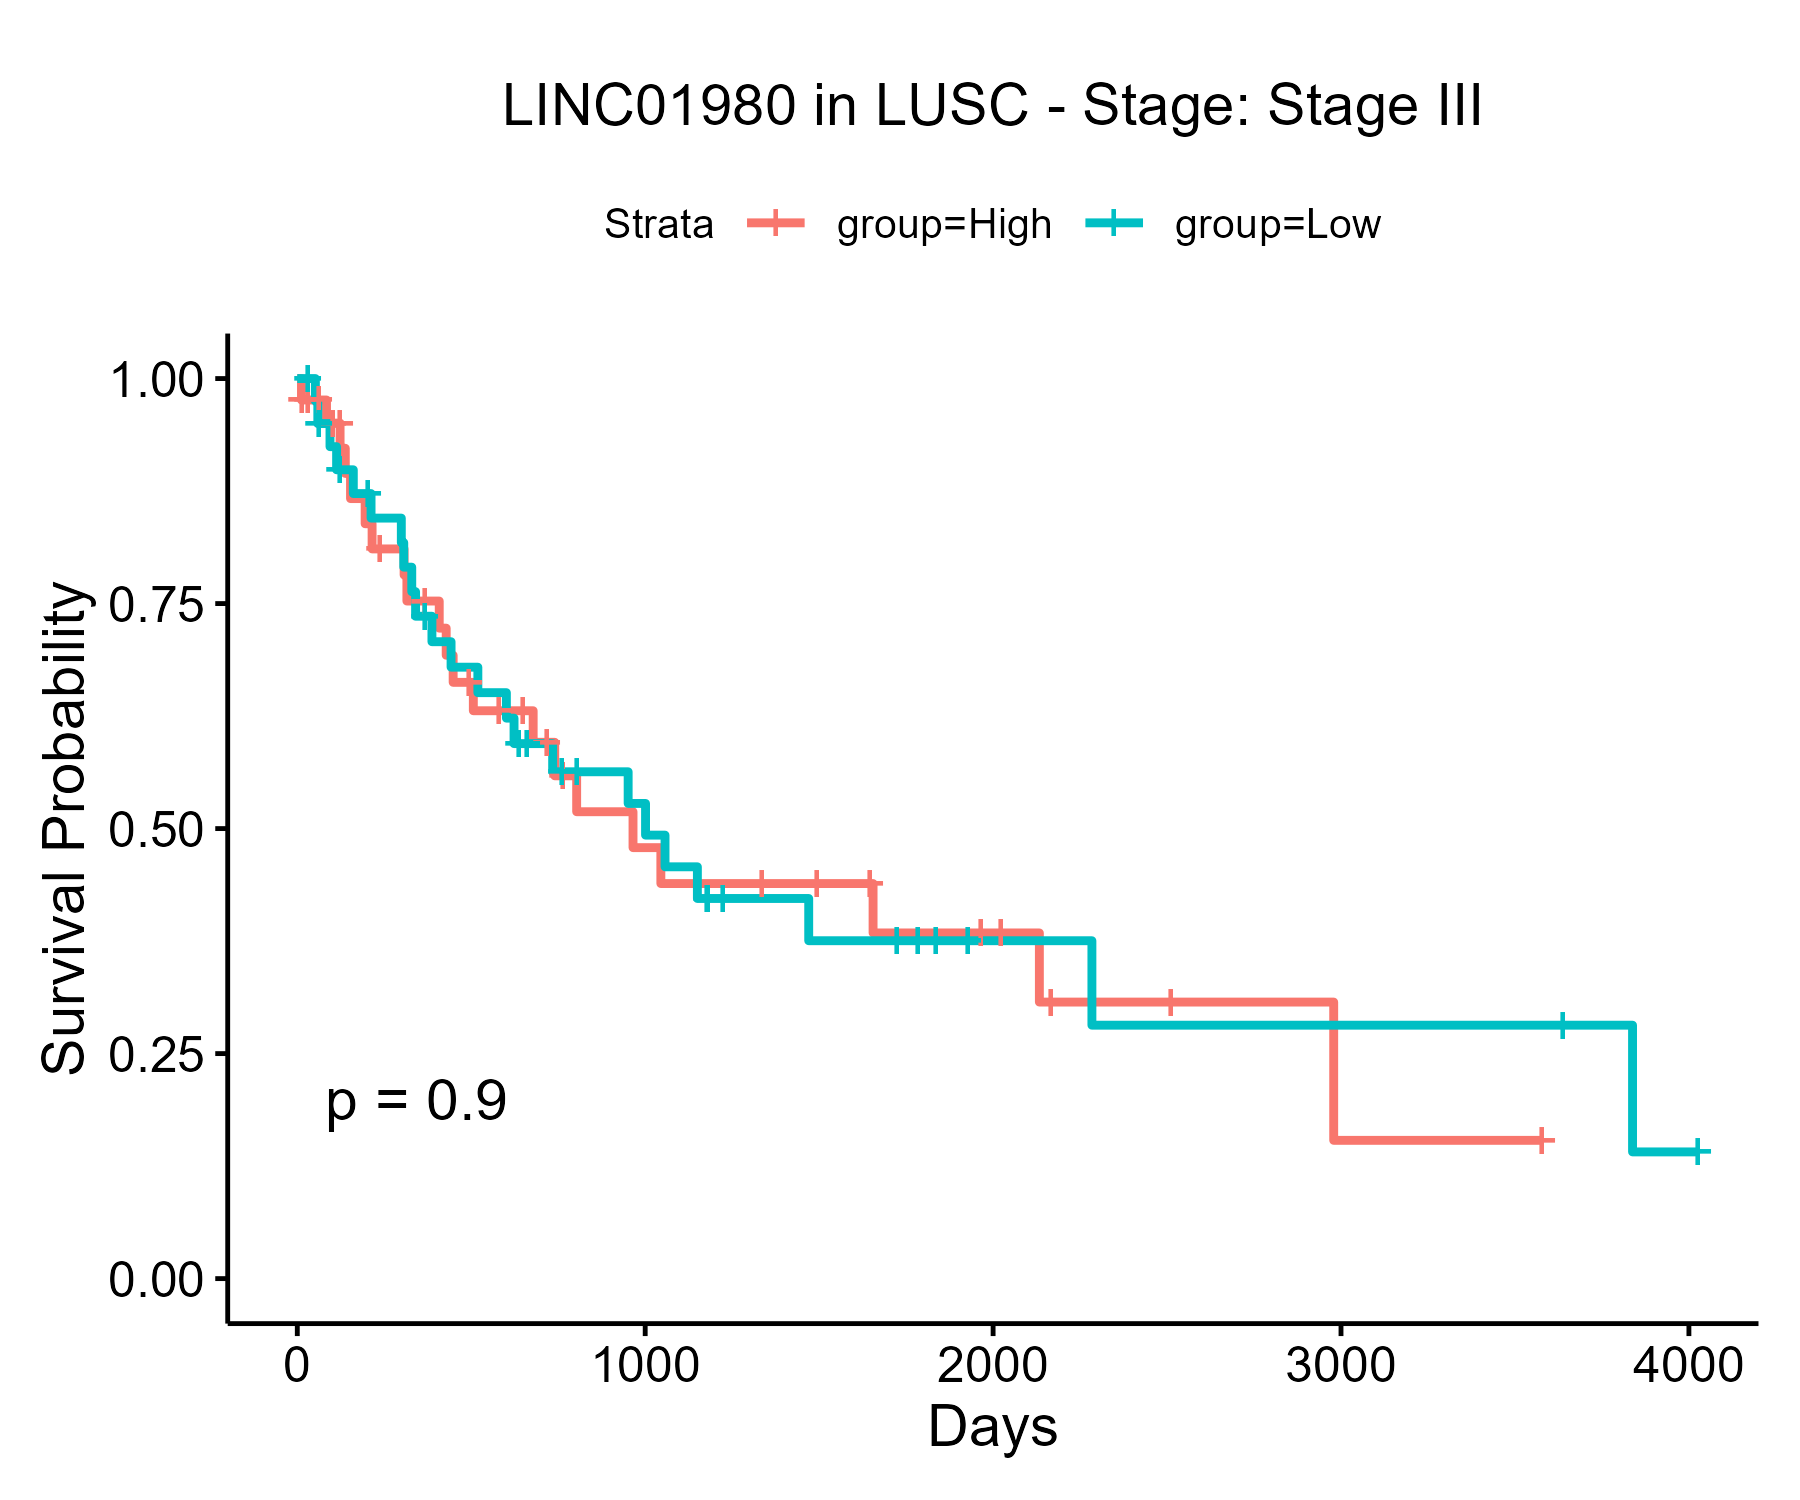 LINC01980 in LUSC - Stage: Stage III
Strata group=High group=Low
Survival Probability
1.00
0.75
0.50
0.25
0.00
p = 0.9
0 1000 2000 3000 4000
Days